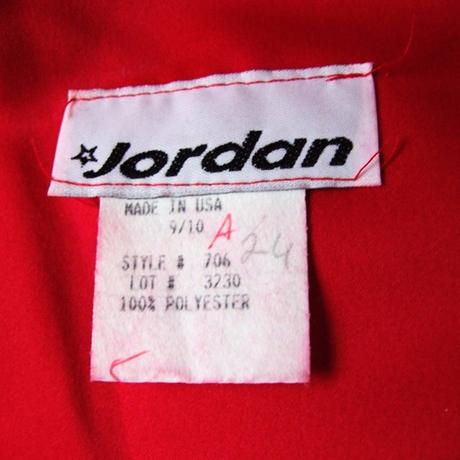 Jordan
MADE IN USA
9/10 A 24
STYLE # 706
LOT # 3230
100% POLYESTER